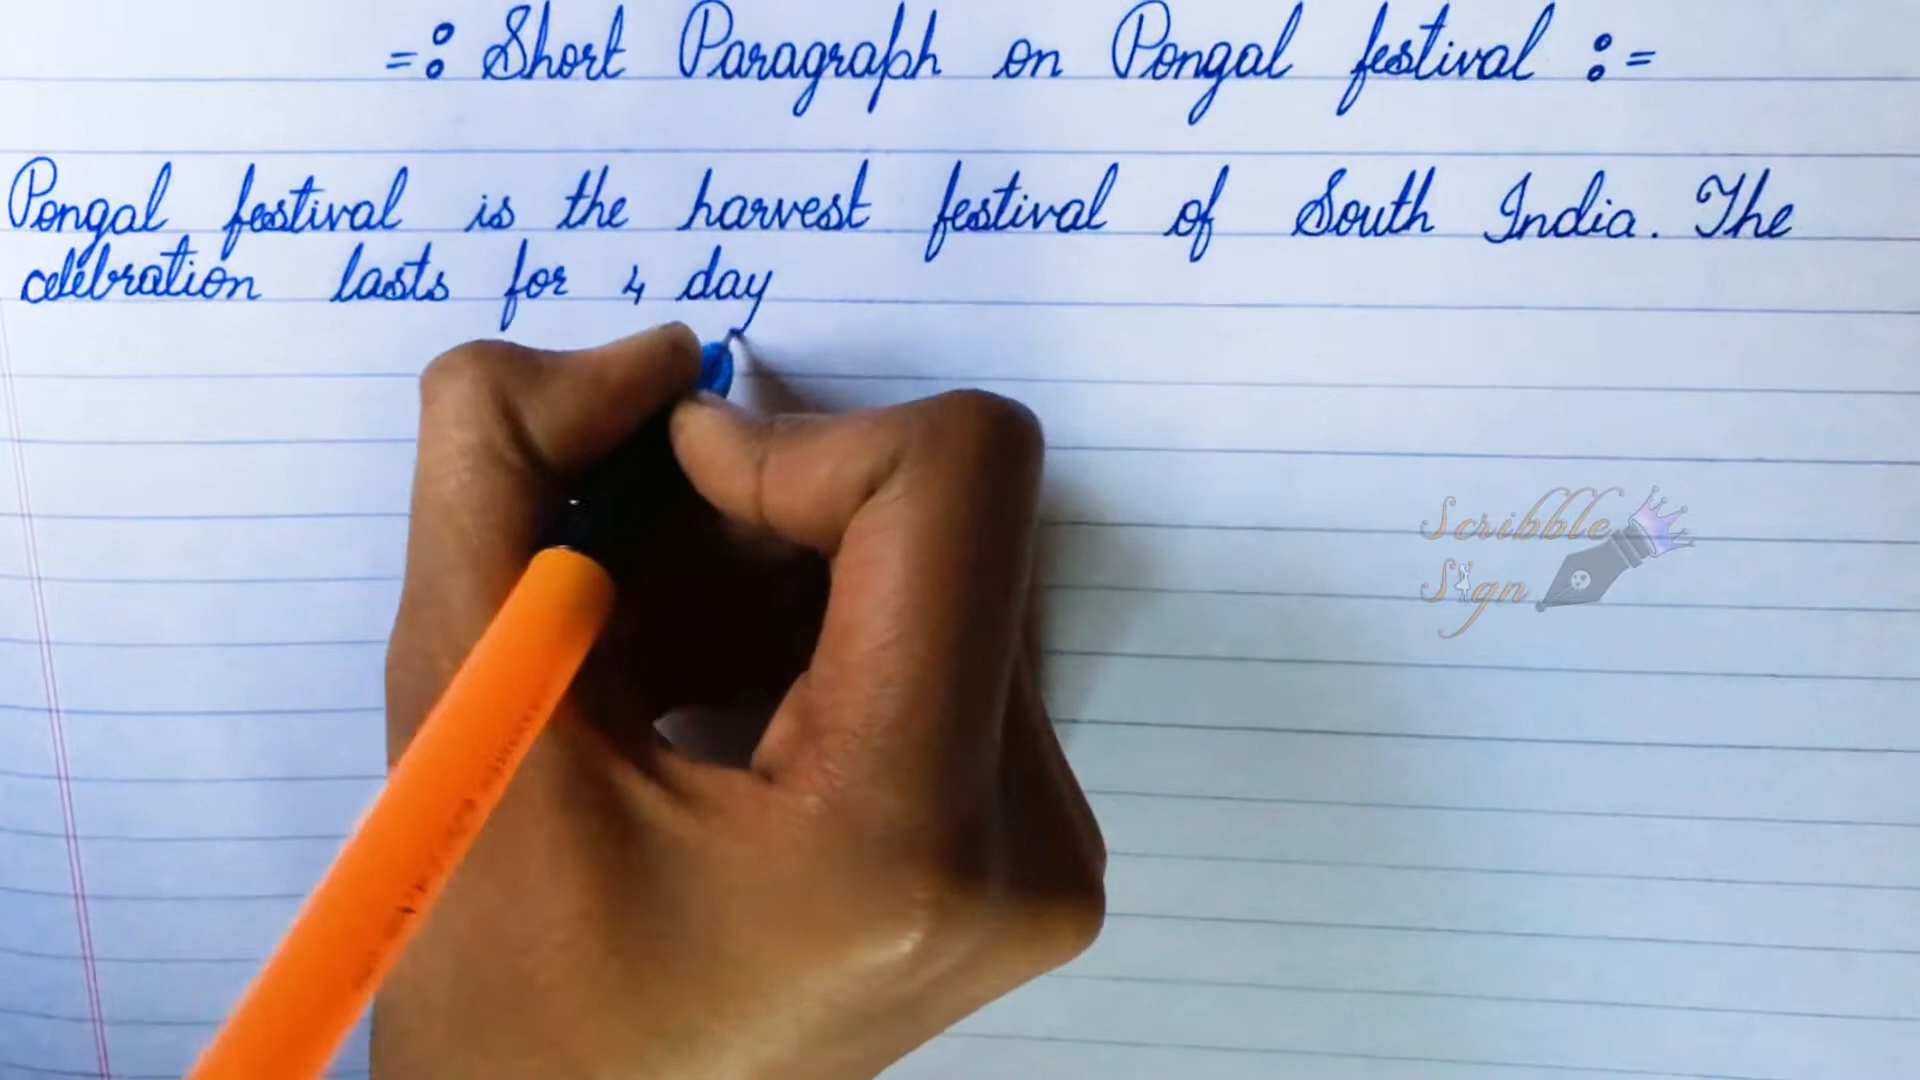 =: Short Paragraph on Pongal festival :=
Pongal festival is the harvest festival of South India. The
celebration lasts for 4 day
Scribble
Sign